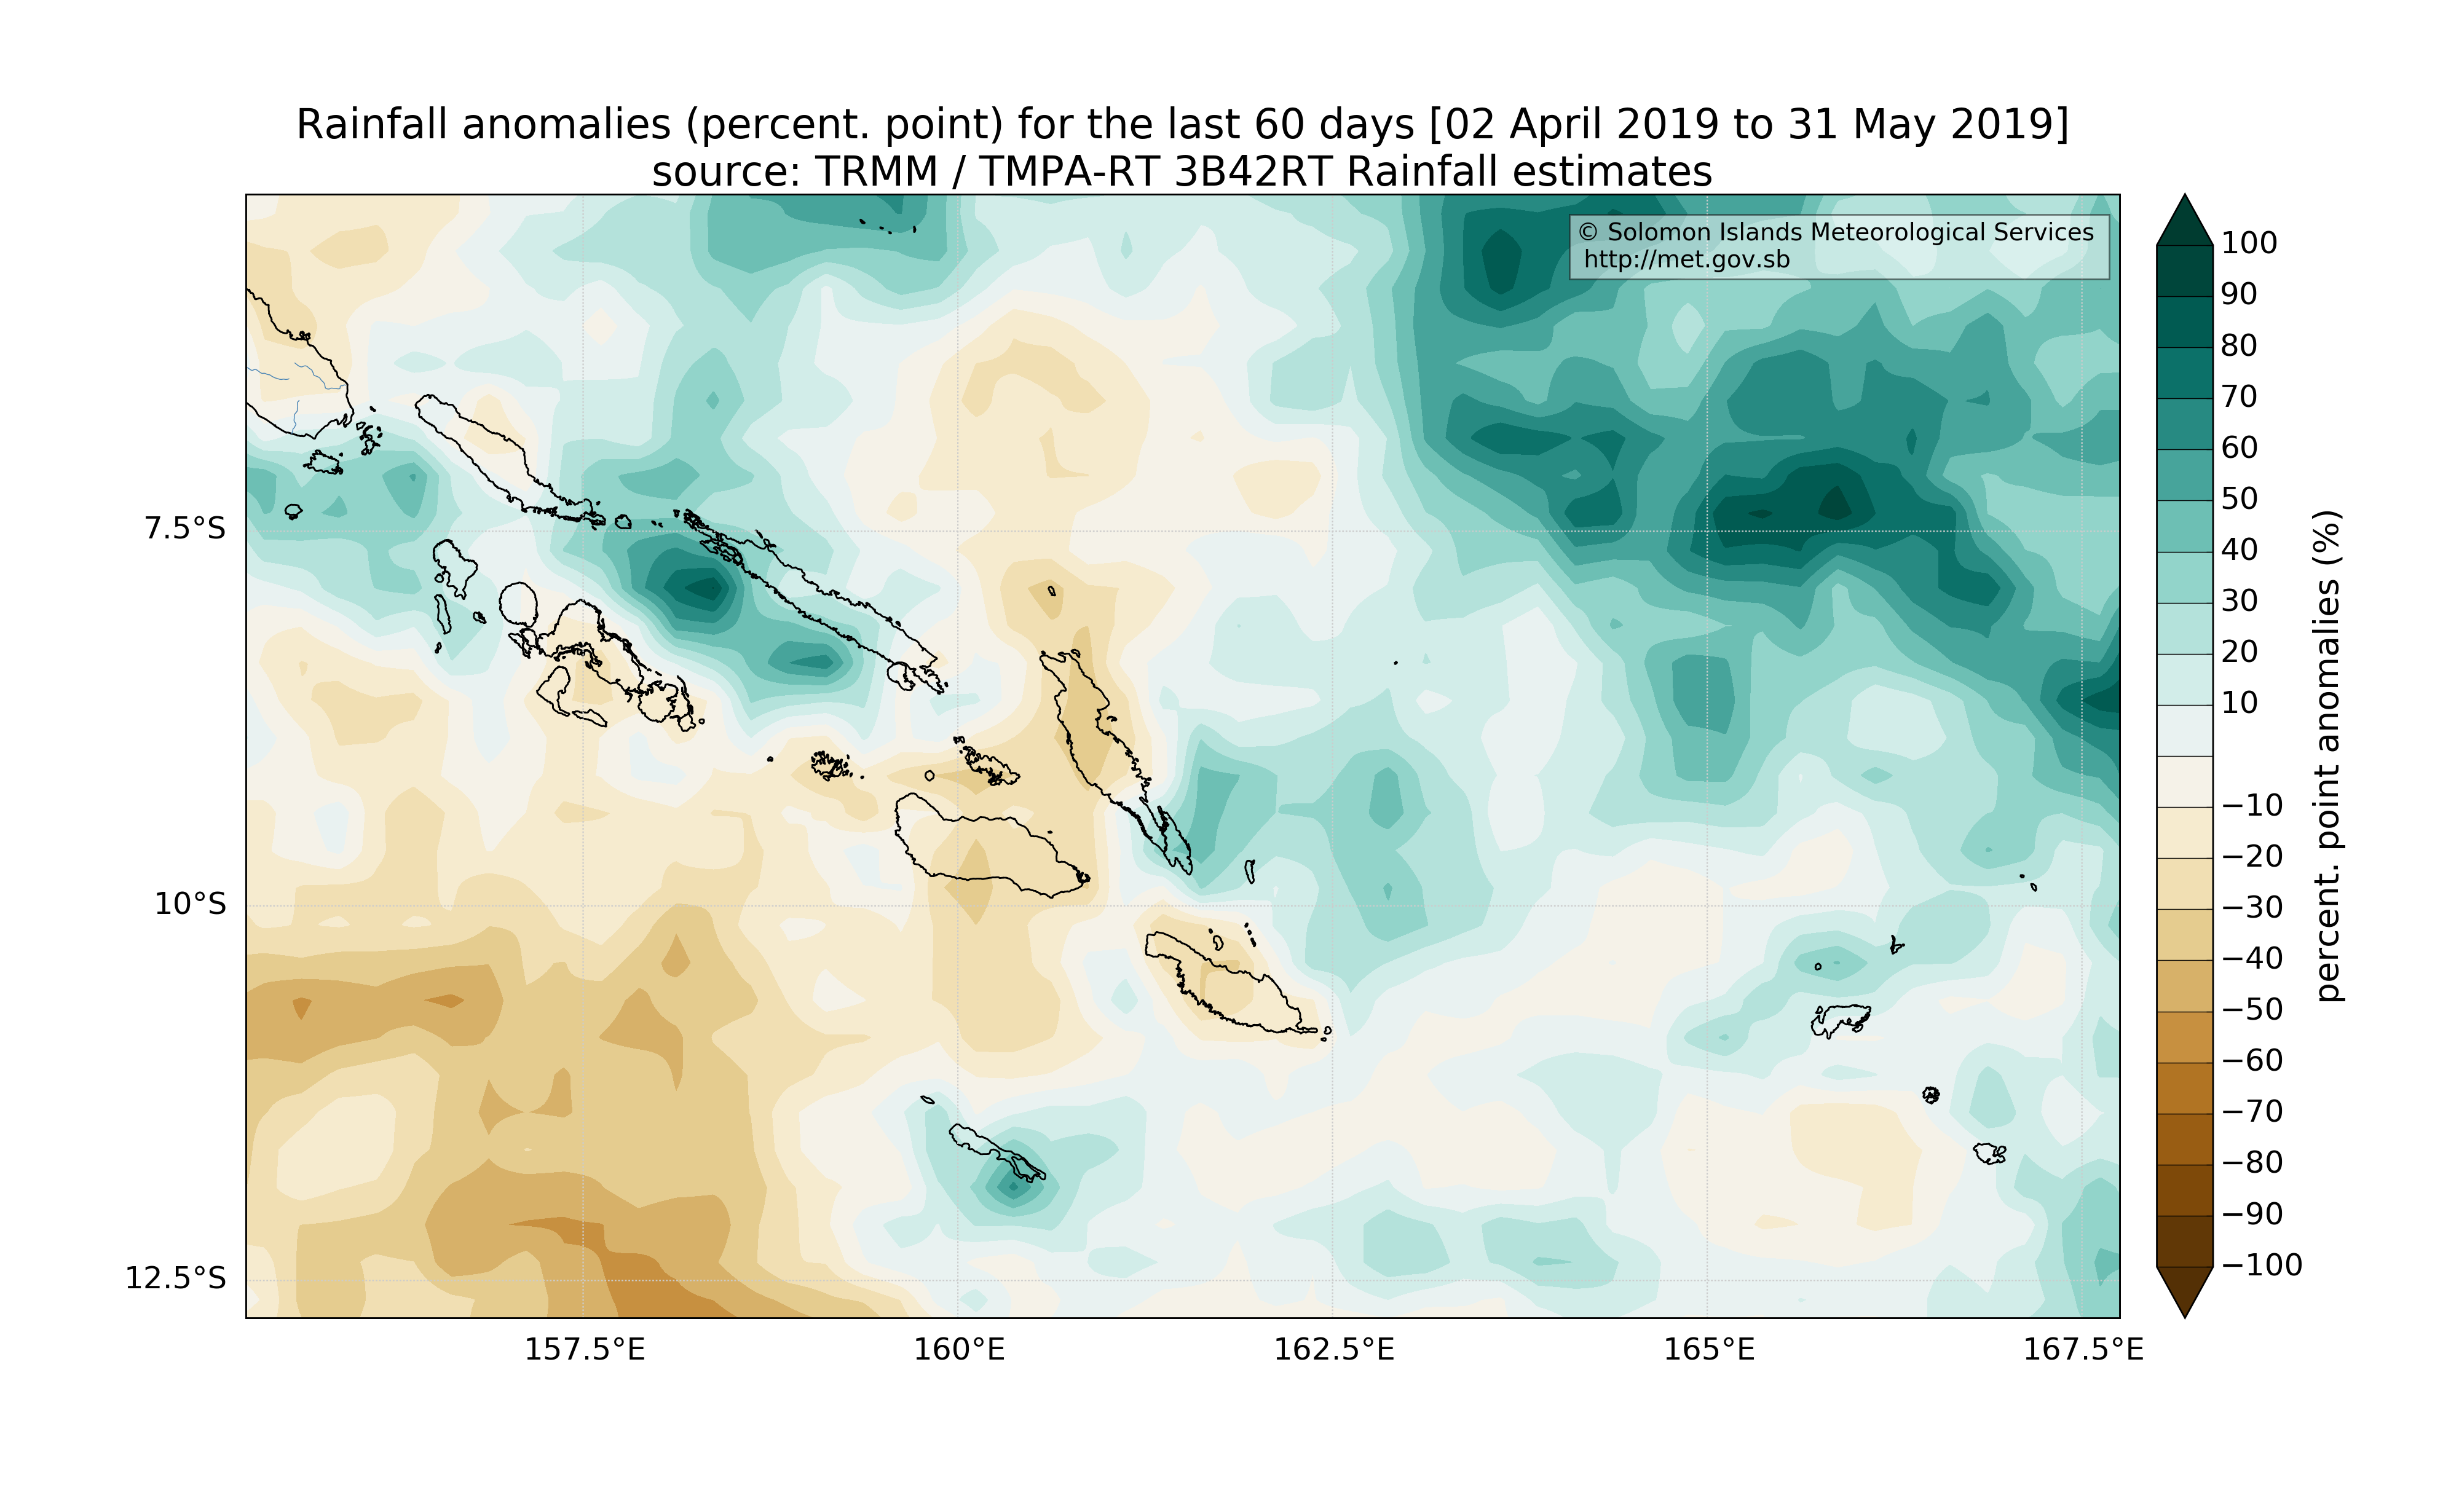 Rainfall anomalies (percent. point) for the last 60 days [02 April 2019 to 31 May 2019]
source: TRMM / TMPA-RT 3B42RT Rainfall estimates
© Solomon Islands Meteorological Services
http://met.gov.sb
7.5°S
10°S
12.5°S
157.5°E
160°E
162.5°E
165°E
167.5°E
100
90
80
70
60
50
40
30
20
10
−10
−20
−30
−40
−50
−60
−70
−80
−90
−100
percent. point anomalies (%)